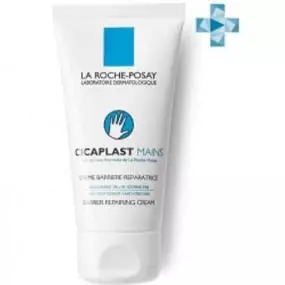 LA ROCHE-POSAY
LABORATOIRE DERMATOLOGIQUE
CICAPLAST MAINS
CRÈME BARRIÈRE RÉPARATRICE
BARRIER REPAIRING CREAM